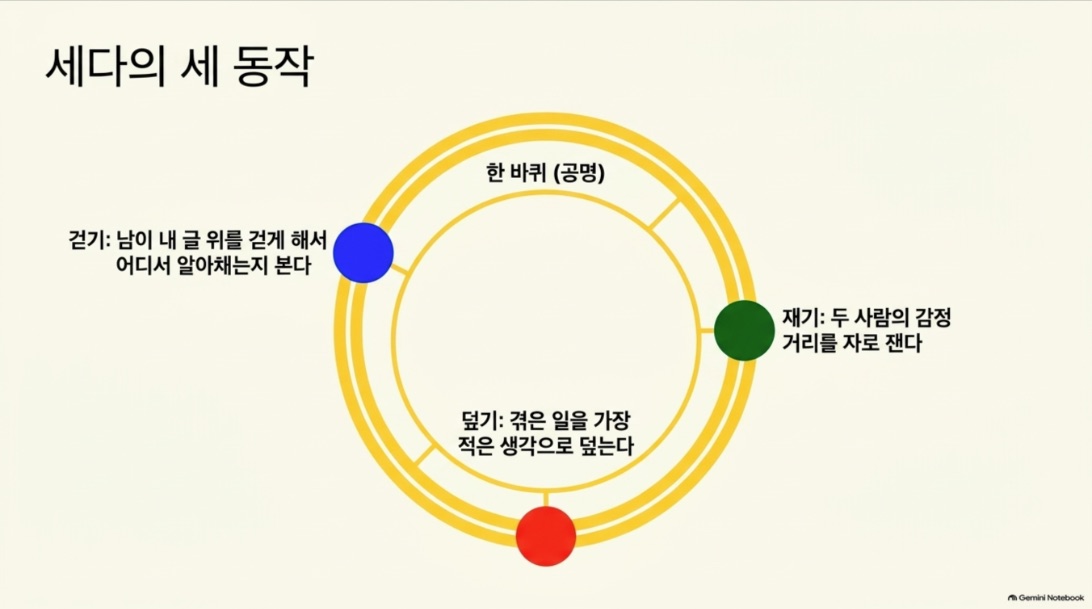 세다의 세 동작
한 바퀴 (공명)
걷기: 남이 내 글 위를 걷게 해서
어디서 알아채는지 본다
재기: 두 사람의 감정
거리를 자로 잰다
덮기: 겪은 일을 가장
적은 생각으로 덮는다
Gemini Notebook